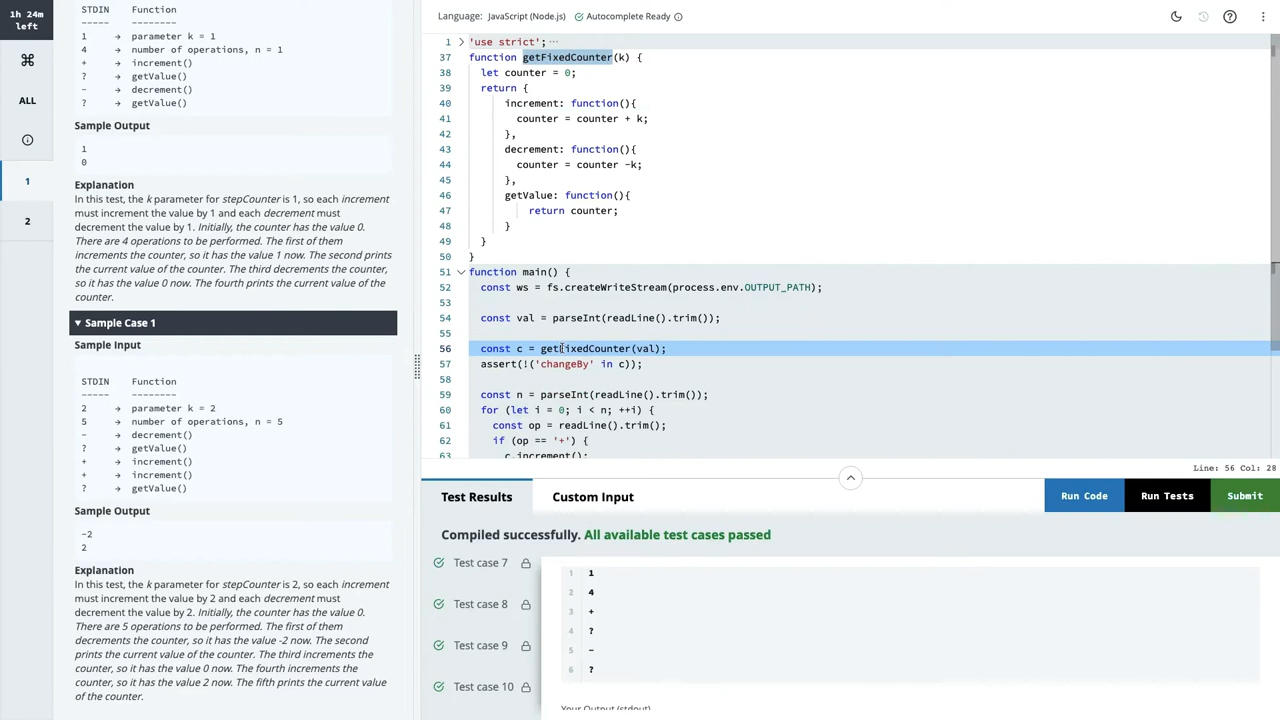 1h 24m
left
ALL
1
2
STDIN Function
----- --------
1 → parameter k = 1
4 → number of operations, n = 1
+ → increment()
? → getValue()
- → decrement()
? → getValue()
Sample Output
1
0
Explanation
In this test, the k parameter for stepCounter is 1, so each increment
must increment the value by 1 and each decrement must
decrement the value by 1. Initially, the counter has the value 0.
There are 4 operations to be performed. The first of them
increments the counter, so it has the value 1 now. The second
prints the current value of the counter. The third decrements the counter,
so it has the value 0 now. The fourth prints the current value of the
counter.
▼ Sample Case 1
Sample Input
STDIN Function
----- --------
2 → parameter k = 2
5 → number of operations, n = 5
- → decrement()
? → getValue()
+ → increment()
+ → increment()
? → getValue()
Sample Output
-2
2
Explanation
In this test, the k parameter for stepCounter is 2, so each increment
must increment the value by 2 and each decrement must
decrement the value by 2. Initially, the counter has the value 0.
There are 5 operations to be performed. The first of them
decrements the counter, so it has the value -2 now. The second
prints the current value of the counter. The third increments the
counter, so it has the value 0 now. The fourth increments the
counter, so it has the value 2 now. The fifth prints the current value
of the counter.
Language: JavaScript (Node.js) Autocomplete Ready
1 'use strict'; ···
37 function getFixedCounter(k) {
38 let counter = 0;
39 return {
40 increment: function(){
41 counter = counter + k;
42 },
43 decrement: function(){
44 counter = counter -k;
45 },
46 getValue: function(){
47 return counter;
48 }
49 }
50 }
51 function main() {
52 const ws = fs.createWriteStream(process.env.OUTPUT_PATH);
53
54 const val = parseInt(readLine().trim());
55
56 const c = getFixedCounter(val);
57 assert(!('changeBy' in c));
58
59 const n = parseInt(readLine().trim());
60 for (let i = 0; i < n; ++i) {
61 const op = readLine().trim();
62 if (op == '+') {
63 c.increment();
Line: 56 Col: 28
Test Results Custom Input Run Code Run Tests Submit
Compiled successfully. All available test cases passed
Test case 7
Test case 8
Test case 9
Test case 10
1 1
2 4
3 +
4 ?
5 -
6 ?
Your Output (stdout)